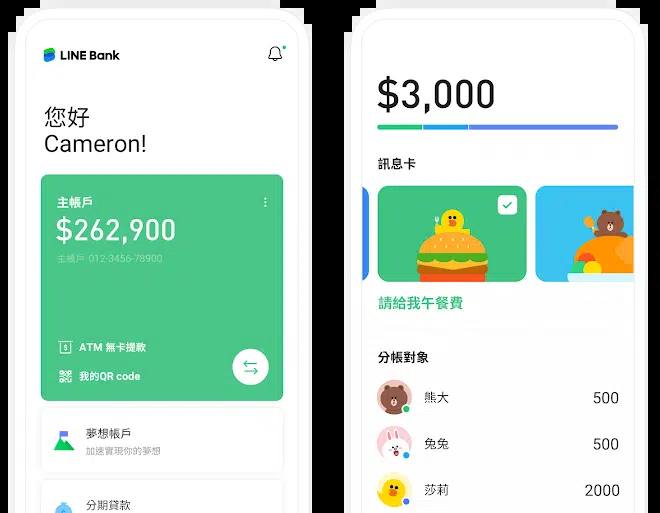 LINE Bank
您好
Cameron!
主帳戶
$262,900
主帳戶 012-3456-78900
ATM 無卡提款
我的QR code
夢想帳戶
加速實現你的夢想
分期貸款
$3,000
訊息卡
請給我午餐費
分帳對象
熊大 500
兔兔 500
莎莉 2000